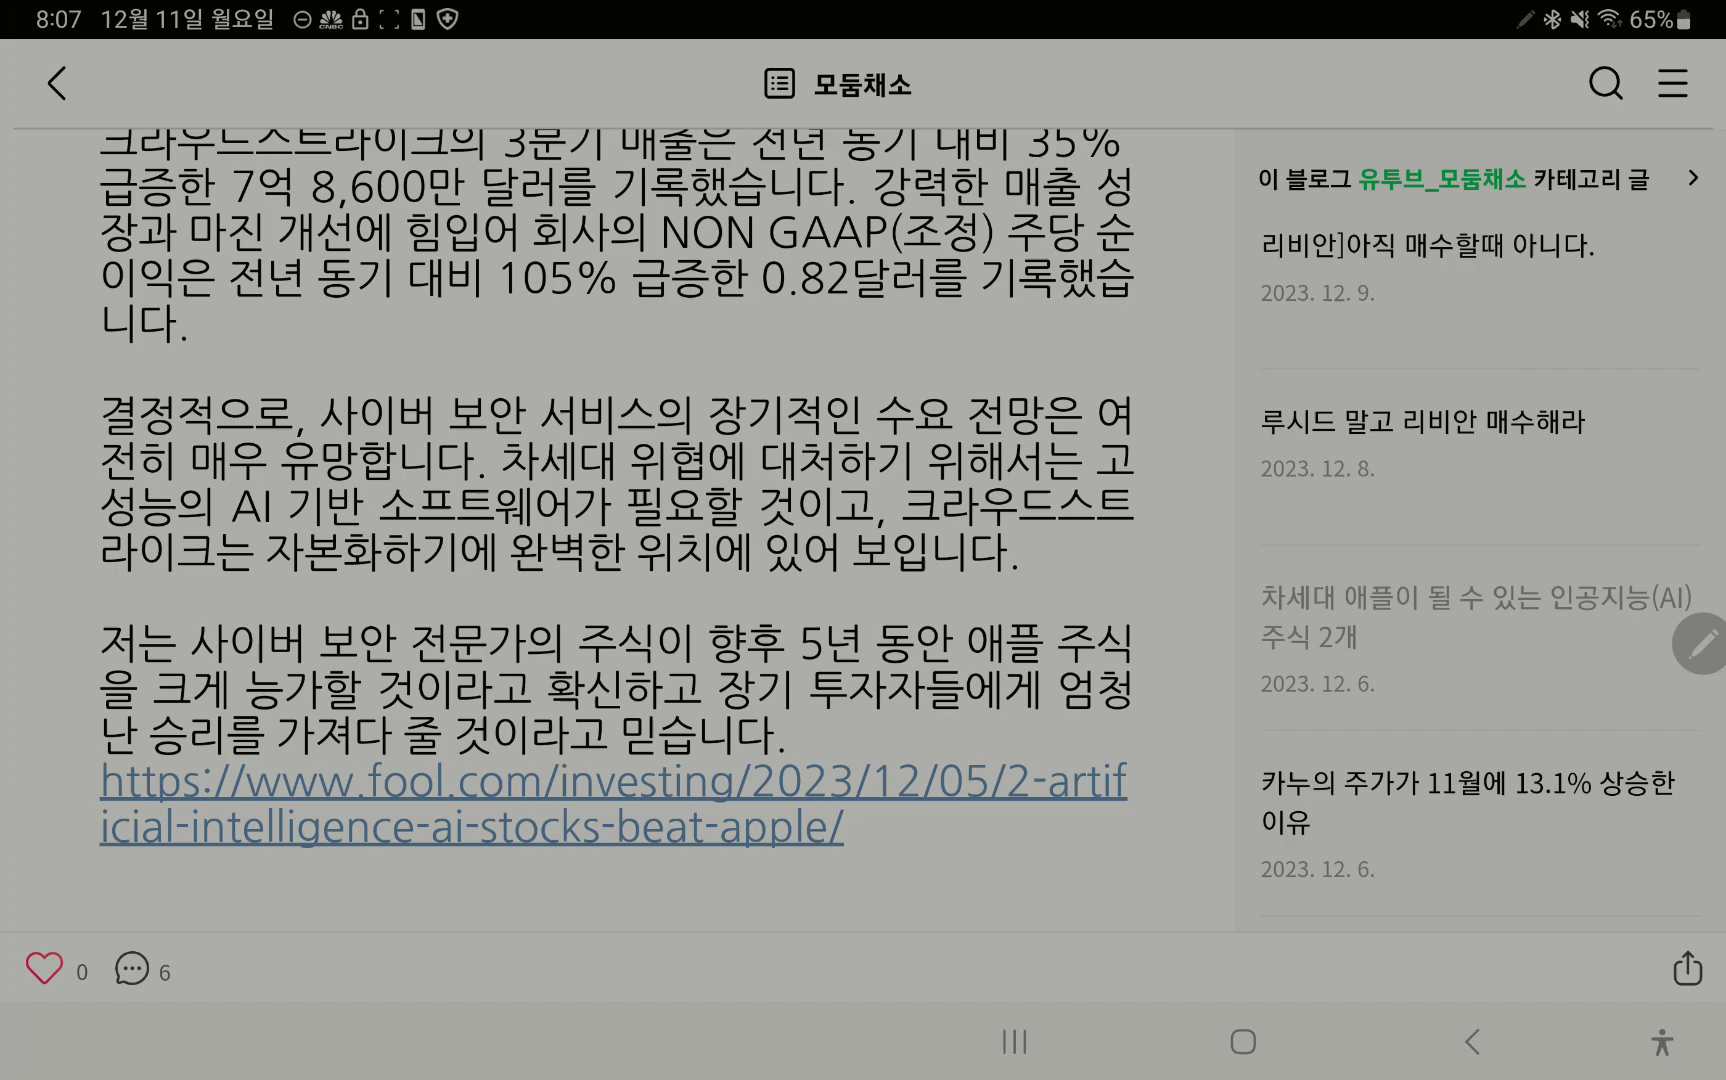 8:07 12월 11일 월요일
65%
모둠채소
크라우드스트라이크의 3분기 매출은 전년 동기 대비 35%
급증한 7억 8,600만 달러를 기록했습니다. 강력한 매출 성
장과 마진 개선에 힘입어 회사의 NON GAAP(조정) 주당 순
이익은 전년 동기 대비 105% 급증한 0.82달러를 기록했습
니다.
결정적으로, 사이버 보안 서비스의 장기적인 수요 전망은 여
전히 매우 유망합니다. 차세대 위협에 대처하기 위해서는 고
성능의 AI 기반 소프트웨어가 필요할 것이고, 크라우드스트
라이크는 자본화하기에 완벽한 위치에 있어 보입니다.
저는 사이버 보안 전문가의 주식이 향후 5년 동안 애플 주식
을 크게 능가할 것이라고 확신하고 장기 투자자들에게 엄청
난 승리를 가져다 줄 것이라고 믿습니다.
https://www.fool.com/investing/2023/12/05/2-artif
icial-intelligence-ai-stocks-beat-apple/
이 블로그 유투브_모둠채소 카테고리 글
리비안]아직 매수할때 아니다.
2023. 12. 9.
루시드 말고 리비안 매수해라
2023. 12. 8.
차세대 애플이 될 수 있는 인공지능(AI)
주식 2개
2023. 12. 6.
카누의 주가가 11월에 13.1% 상승한
이유
2023. 12. 6.
0 6